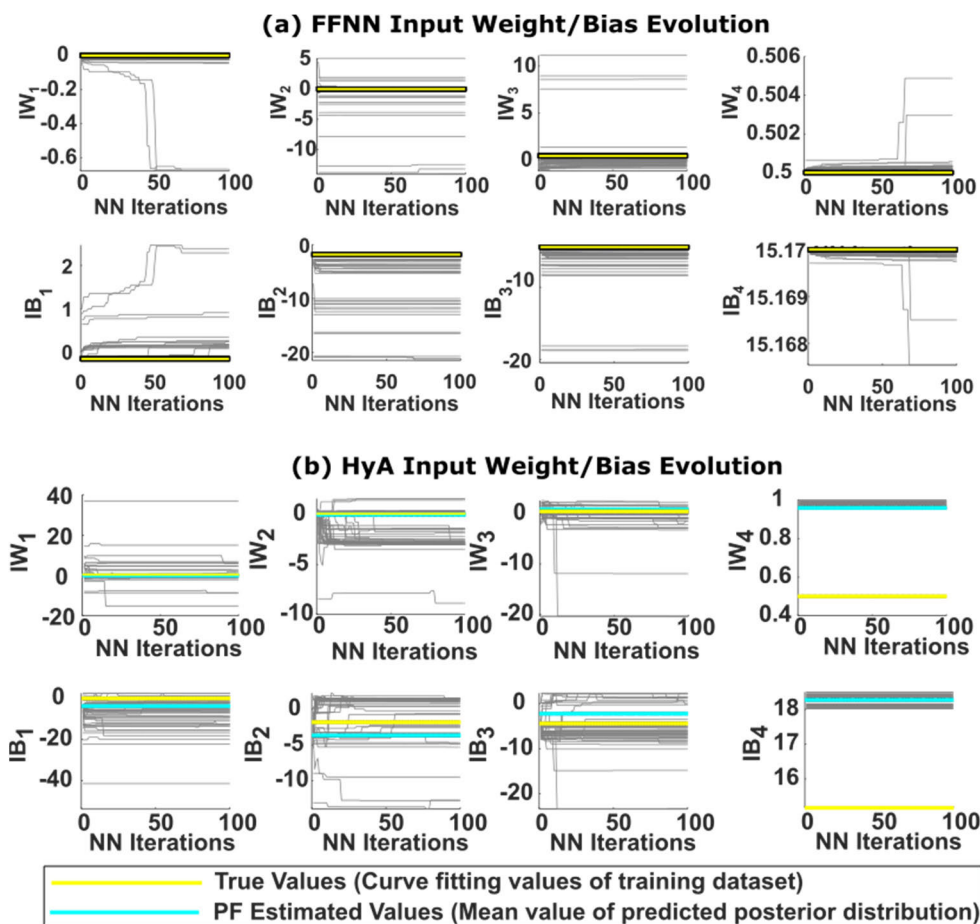 (a) FFNN Input Weight/Bias Evolution
0
-0.2
-0.4
-0.6
IW1
0 50 100
NN Iterations
5
0
-5
-10
IW2
0 50 100
NN Iterations
10
5
0
IW3
0 50 100
NN Iterations
0.506
0.504
0.502
0.5
IW4
0 50 100
NN Iterations
2
1
0
IB1
0 50 100
NN Iterations
0
-10
-20
IB2
0 50 100
NN Iterations
-10
-20
IB3
0 50 100
NN Iterations
15.17
15.169
15.168
IB4
0 50 100
NN Iterations
(b) HyA Input Weight/Bias Evolution
40
20
0
-20
IW1
0 50 100
NN Iterations
0
-5
-10
IW2
0 50 100
NN Iterations
0
-10
-20
IW3
0 50 100
NN Iterations
1
0.8
0.6
0.4
IW4
0 50 100
NN Iterations
0
-20
-40
IB1
0 50 100
NN Iterations
0
-5
-10
IB2
0 50 100
NN Iterations
0
-10
-20
IB3
0 50 100
NN Iterations
18
17
16
IB4
0 50 100
NN Iterations
True Values (Curve fitting values of training dataset)
PF Estimated Values (Mean value of predicted posterior distribution)